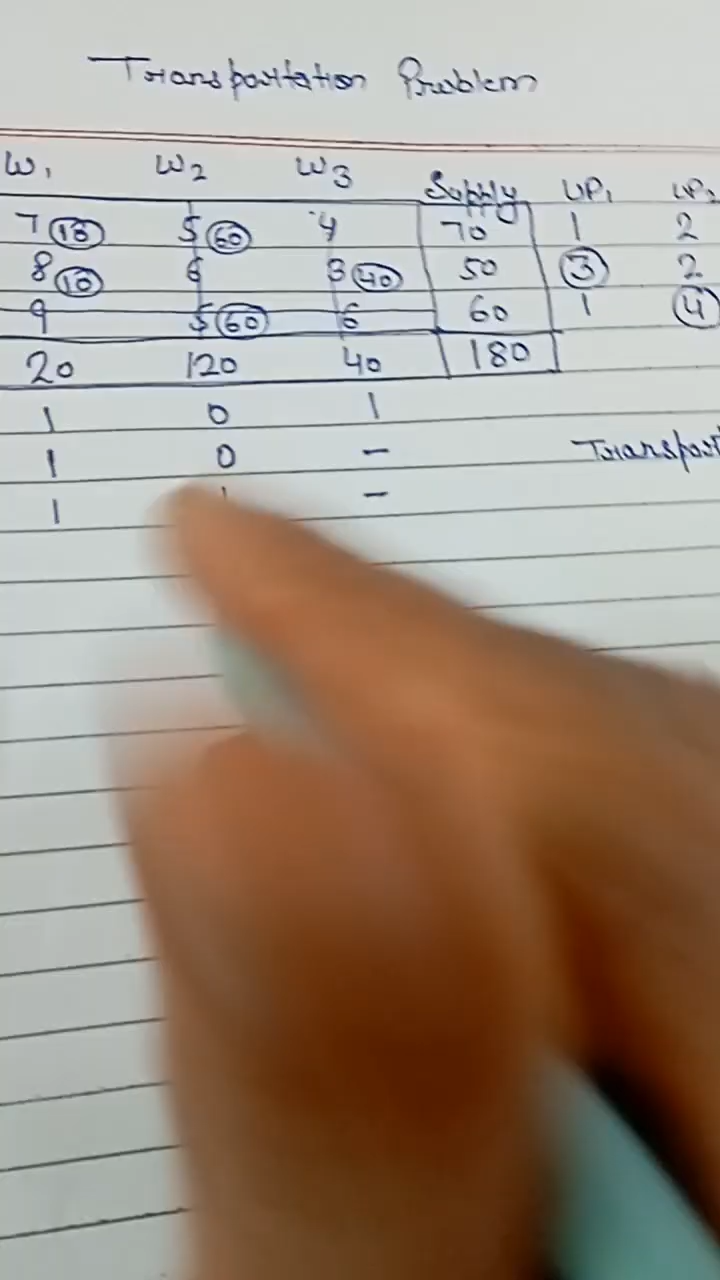 Transportation Problem
W1 W2 W3 Supply UP1
7 (10) 5 (60) 4 70 1 2
8 (10) 6 3 (40) 50 (3) 2
9 5 (60) 6 60 1 (4)
20 120 40 180
1 0 1
1 0 - Transport
1 -